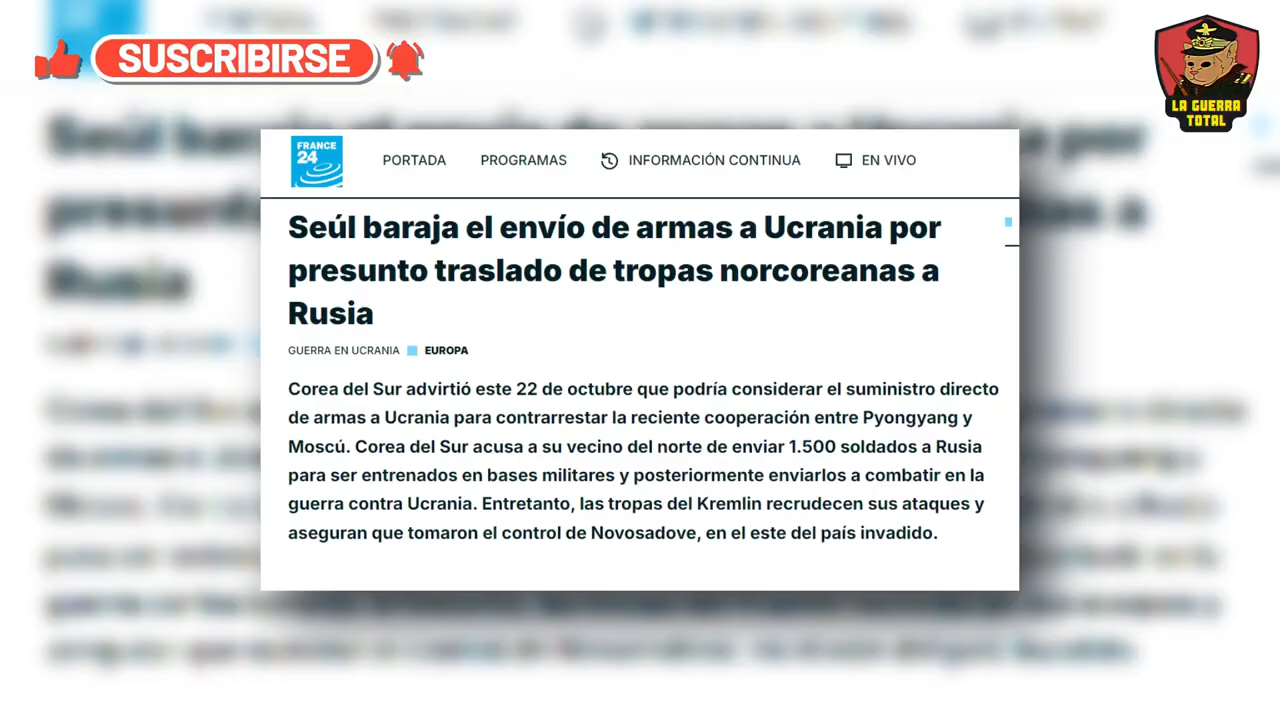 SUSCRIBIRSE
LA GUERRA
TOTAL
FRANCE
24
PORTADA PROGRAMAS INFORMACIÓN CONTINUA EN VIVO
Seúl baraja el envío de armas a Ucrania por
presunto traslado de tropas norcoreanas a
Rusia
GUERRA EN UCRANIA EUROPA
Corea del Sur advirtió este 22 de octubre que podría considerar el suministro directo
de armas a Ucrania para contrarrestar la reciente cooperación entre Pyongyang y
Moscú. Corea del Sur acusa a su vecino del norte de enviar 1.500 soldados a Rusia
para ser entrenados en bases militares y posteriormente enviarlos a combatir en la
guerra contra Ucrania. Entretanto, las tropas del Kremlin recrudecen sus ataques y
aseguran que tomaron el control de Novosadove, en el este del país invadido.